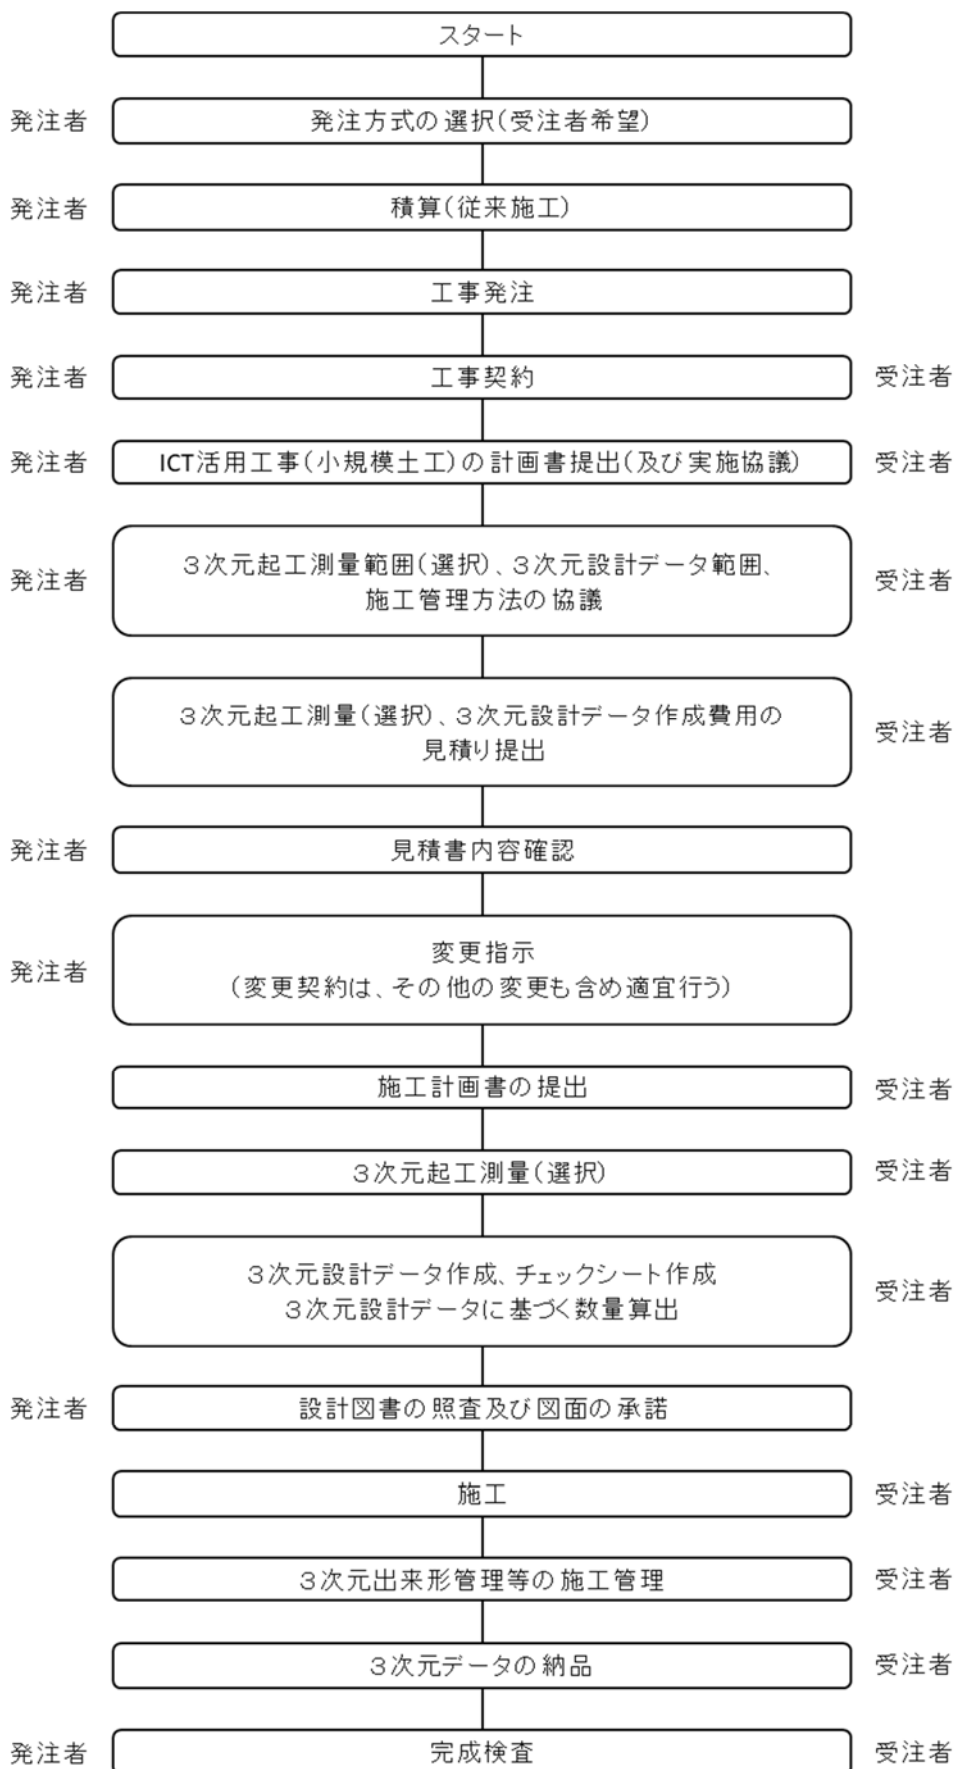 スタート
発注者 発注方式の選択(受注者希望)
発注者 積算(従来施工)
発注者 工事発注
発注者 工事契約 受注者
発注者 ICT活用工事(小規模土工)の計画書提出(及び実施協議) 受注者
3次元起工測量範囲(選択)、3次元設計データ範囲、
発注者 施工管理方法の協議 受注者
3次元起工測量(選択)、3次元設計データ作成費用の
見積り提出 受注者
発注者 見積書内容確認
変更指示
発注者 (変更契約は、その他の変更も含め適宜行う)
施工計画書の提出 受注者
3次元起工測量(選択) 受注者
3次元設計データ作成、チェックシート作成
3次元設計データに基づく数量算出 受注者
発注者 設計図書の照査及び図面の承諾
施工 受注者
3次元出来形管理等の施工管理 受注者
3次元データの納品 受注者
発注者 完成検査 受注者